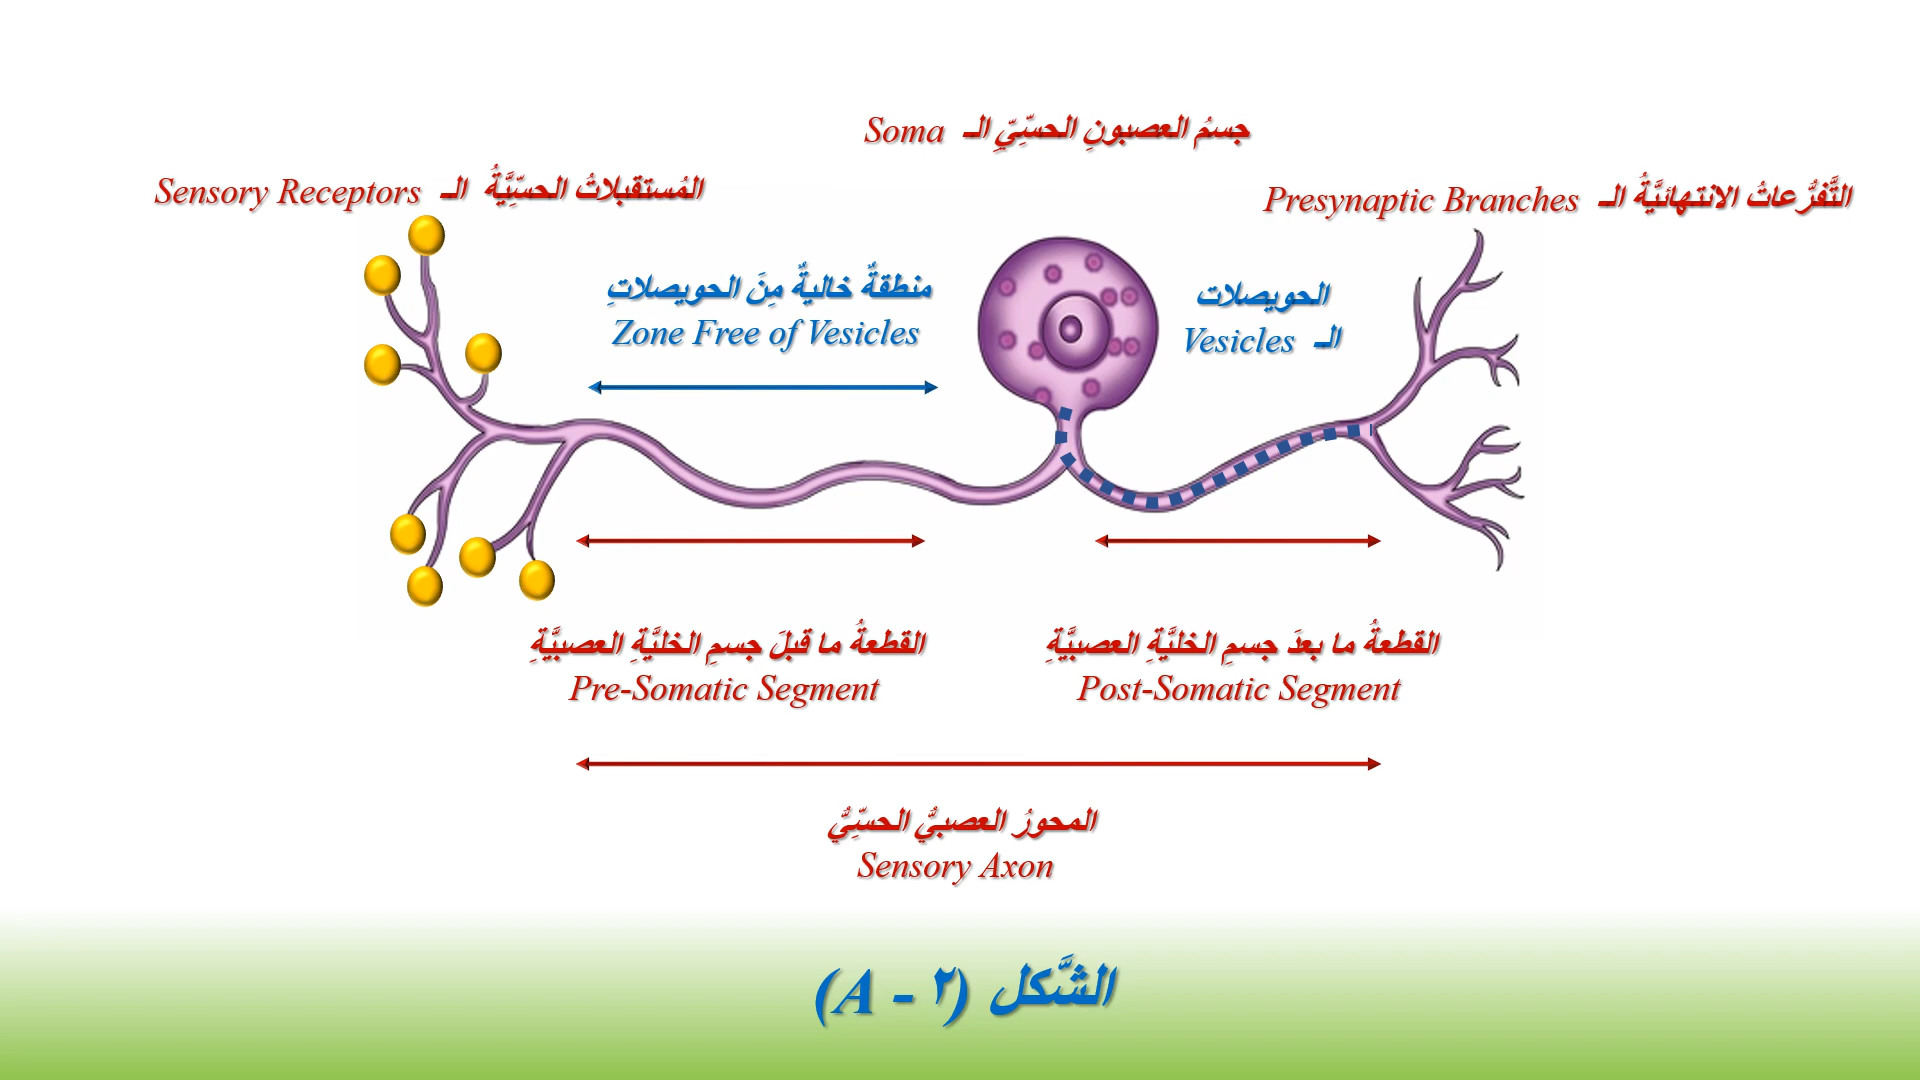 جسمُ العصبونِ الحسِّيِّ الـ Soma
المُستقبلاتُ الحسِّيَّةُ الـ Sensory Receptors
التَّفرُّعاتُ الانتهائيَّةُ الـ Presynaptic Branches
منطقةٌ خاليةٌ مِنَ الحويصلاتِ
Zone Free of Vesicles
الحويصلات
الـ Vesicles
القطعةُ ما قبلَ جسمِ الخليَّةِ العصبيَّةِ
Pre-Somatic Segment
القطعةُ ما بعدَ جسمِ الخليَّةِ العصبيَّةِ
Post-Somatic Segment
المحورُ العصبيُّ الحسِّيُّ
Sensory Axon
الشَّكل (٢ - A)